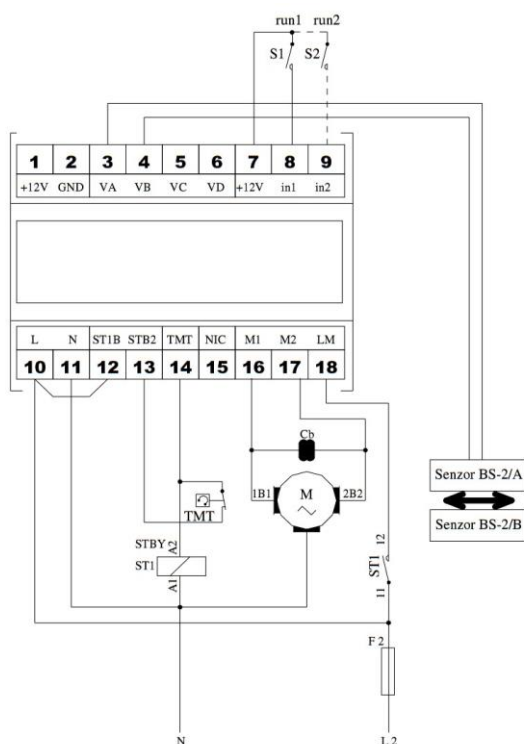 run1 run2
S1 S2
1 2 3 4 5 6 7 8 9
+12V GND VA VB VC VD +12V in1 in2
L N ST1B STB2 TMT NIC M1 M2 LM
10 11 12 13 14 15 16 17 18
Cb
1B1 M 2B2
TMT
Senzor BS-2/A
Senzor BS-2/B
STBY A2
ST1
A1
12
ST1
11
F 2
N L 2